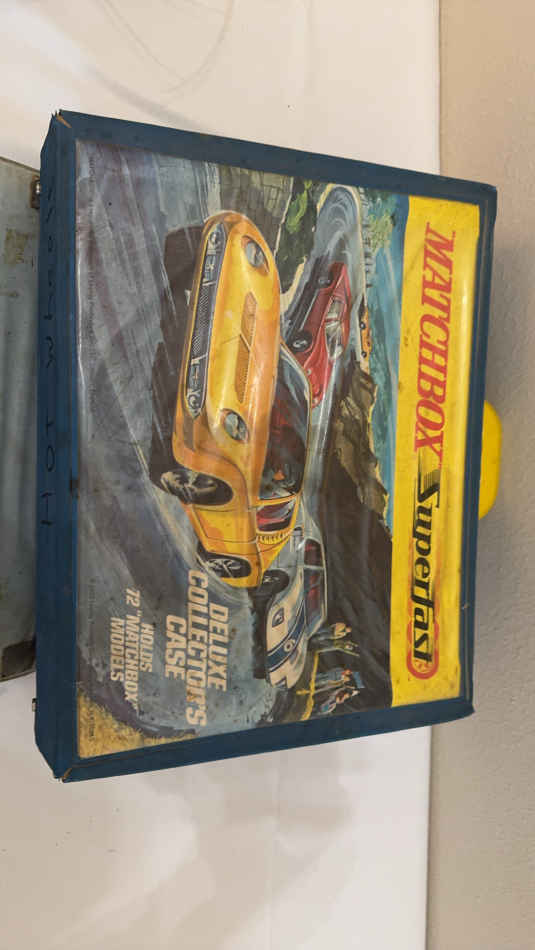 MATCHBOX Superfast
DELUXE
COLLECTOR'S
CASE
HOLDS
72 "MATCHBOX"
MODELS
HOT Wheels